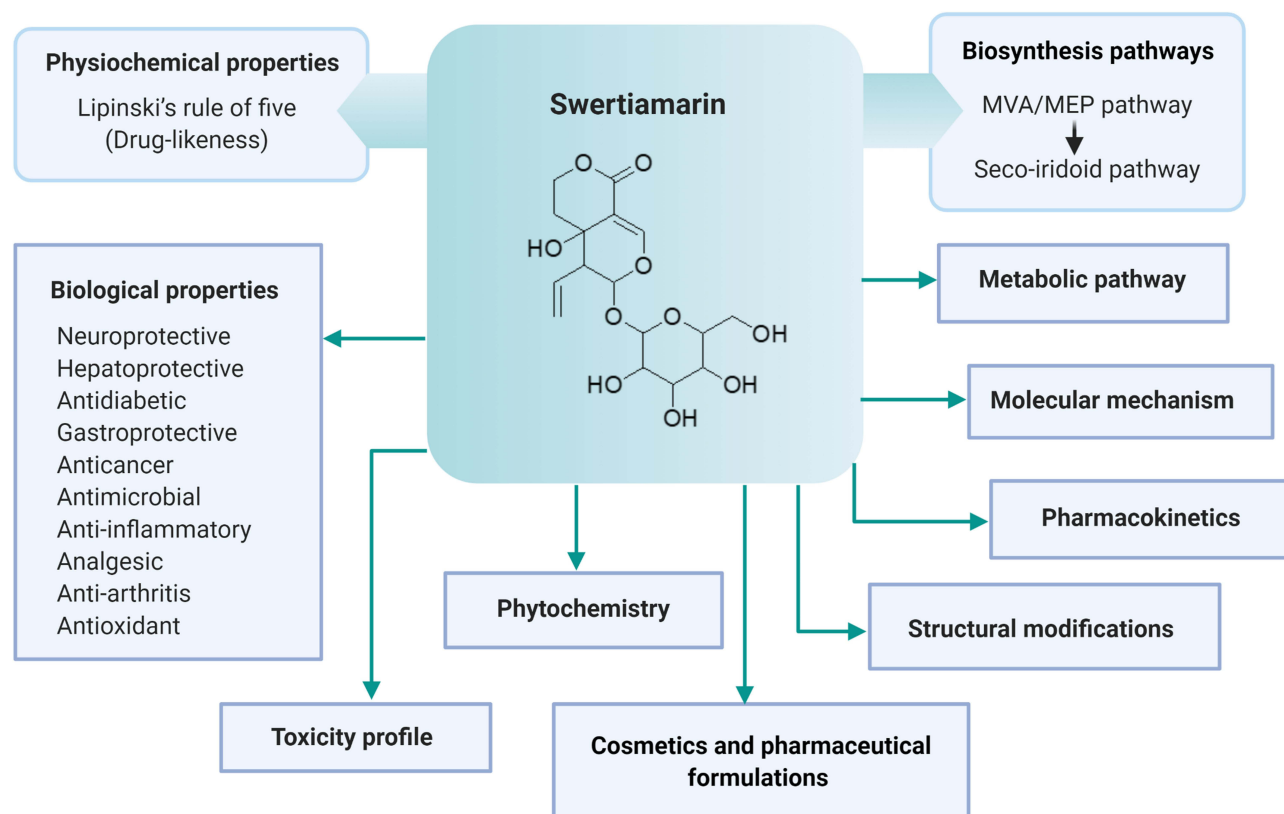 Physiochemical properties
Lipinski's rule of five
(Drug-likeness)
Swertiamarin
O
O
HO
O
O
O
OH
HO
OH
OH
Biosynthesis pathways
MVA/MEP pathway
Seco-iridoid pathway
Biological properties
Neuroprotective
Hepatoprotective
Antidiabetic
Gastroprotective
Anticancer
Antimicrobial
Anti-inflammatory
Analgesic
Anti-arthritis
Antioxidant
Metabolic pathway
Molecular mechanism
Pharmacokinetics
Structural modifications
Phytochemistry
Toxicity profile
Cosmetics and pharmaceutical
formulations